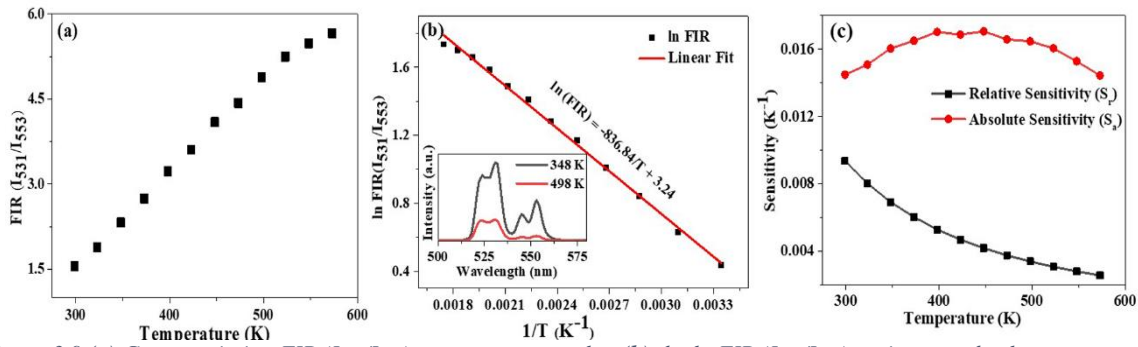 (a)
6.0
4.5
3.0
1.5
FIR (I531/I553)
300 400 500 600
Temperature (K)
(b)
1.6
1.2
0.8
0.4
ln FIR(I531/I553)
ln FIR
Linear Fit
ln (FIR) = -836.84/T + 3.24
348 K
498 K
Intensity (a.u.)
500 525 550 575
Wavelength (nm)
0.0018 0.0021 0.0024 0.0027 0.0030 0.0033
1/T (K-1)
(c)
0.016
0.012
0.008
0.004
Sensitivity (K-1)
Relative Sensitivity (Sr)
Absolute Sensitivity (Sa)
300 400 500 600
Temperature (K)